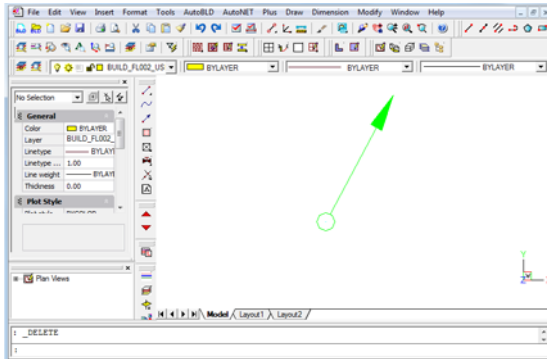 File Edit View Insert Format Tools AutoBLD AutoNET Plus Draw Dimension Modify Window Help
BUILD_FL002_US BYLAYER BYLAYER BYLAYER
No Selection
General
Color BYLAYER
Layer BUILD_FL002_
Linetype BYLAY
Linetype ... 1.00
Line weight BYLAY
Thickness 0.00
Plot Style
Plan Views
Y
Z
Model Layout1 Layout2
: _DELETE
: